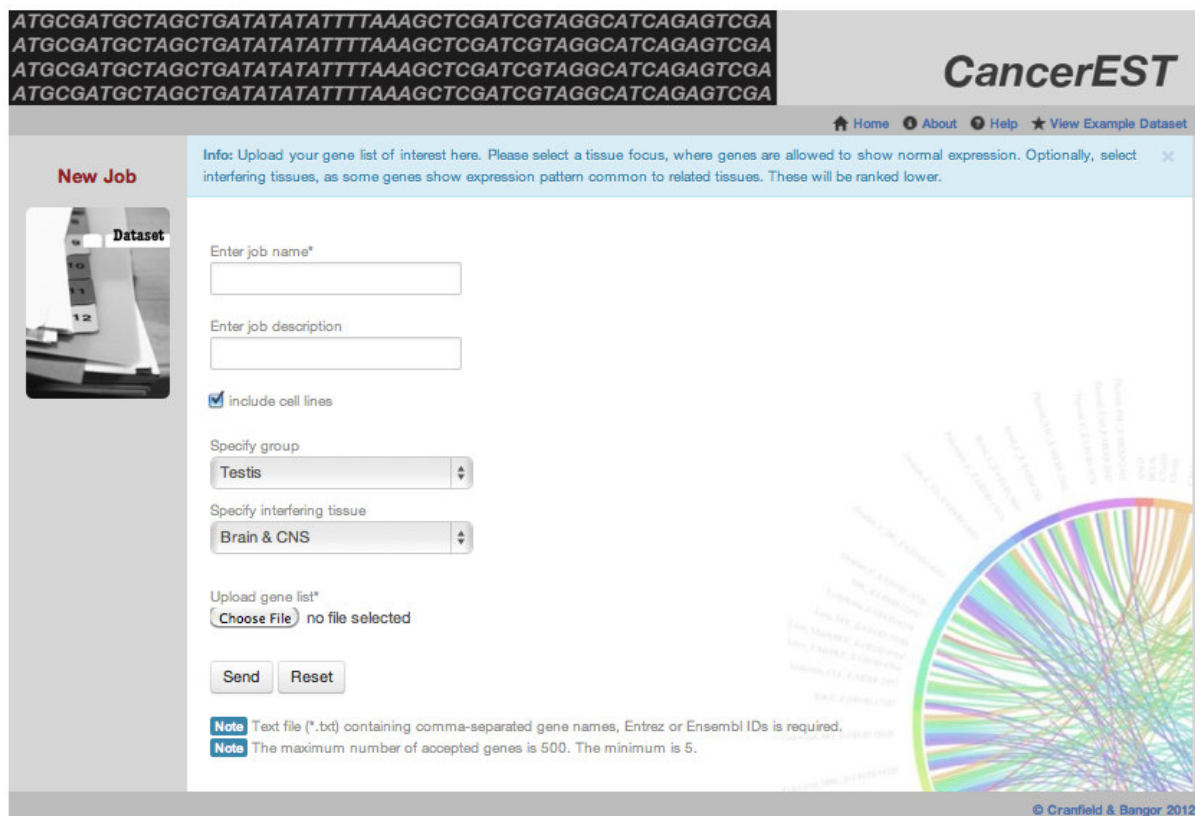 ATGCGATGCTAGCTGATATATATTTTAAAGCTCGATCGTAGGCATCAGAGTCGA
ATGCGATGCTAGCTGATATATATTTTAAAGCTCGATCGTAGGCATCAGAGTCGA
ATGCGATGCTAGCTGATATATATTTTAAAGCTCGATCGTAGGCATCAGAGTCGA
ATGCGATGCTAGCTGATATATATTTTAAAGCTCGATCGTAGGCATCAGAGTCGA
CancerEST
Home About Help View Example Dataset
New Job
Dataset
9
10
11
12
Info: Upload your gene list of interest here. Please select a tissue focus, where genes are allowed to show normal expression. Optionally, select
interfering tissues, as some genes show expression pattern common to related tissues. These will be ranked lower.
Enter job name*
Enter job description
include cell lines
Specify group
Testis
Specify interfering tissue
Brain & CNS
Upload gene list*
Choose File no file selected
Send Reset
Note Text file (*.txt) containing comma-separated gene names, Entrez or Ensembl IDs is required.
Note The maximum number of accepted genes is 500. The minimum is 5.
© Cranfield & Bangor 2012